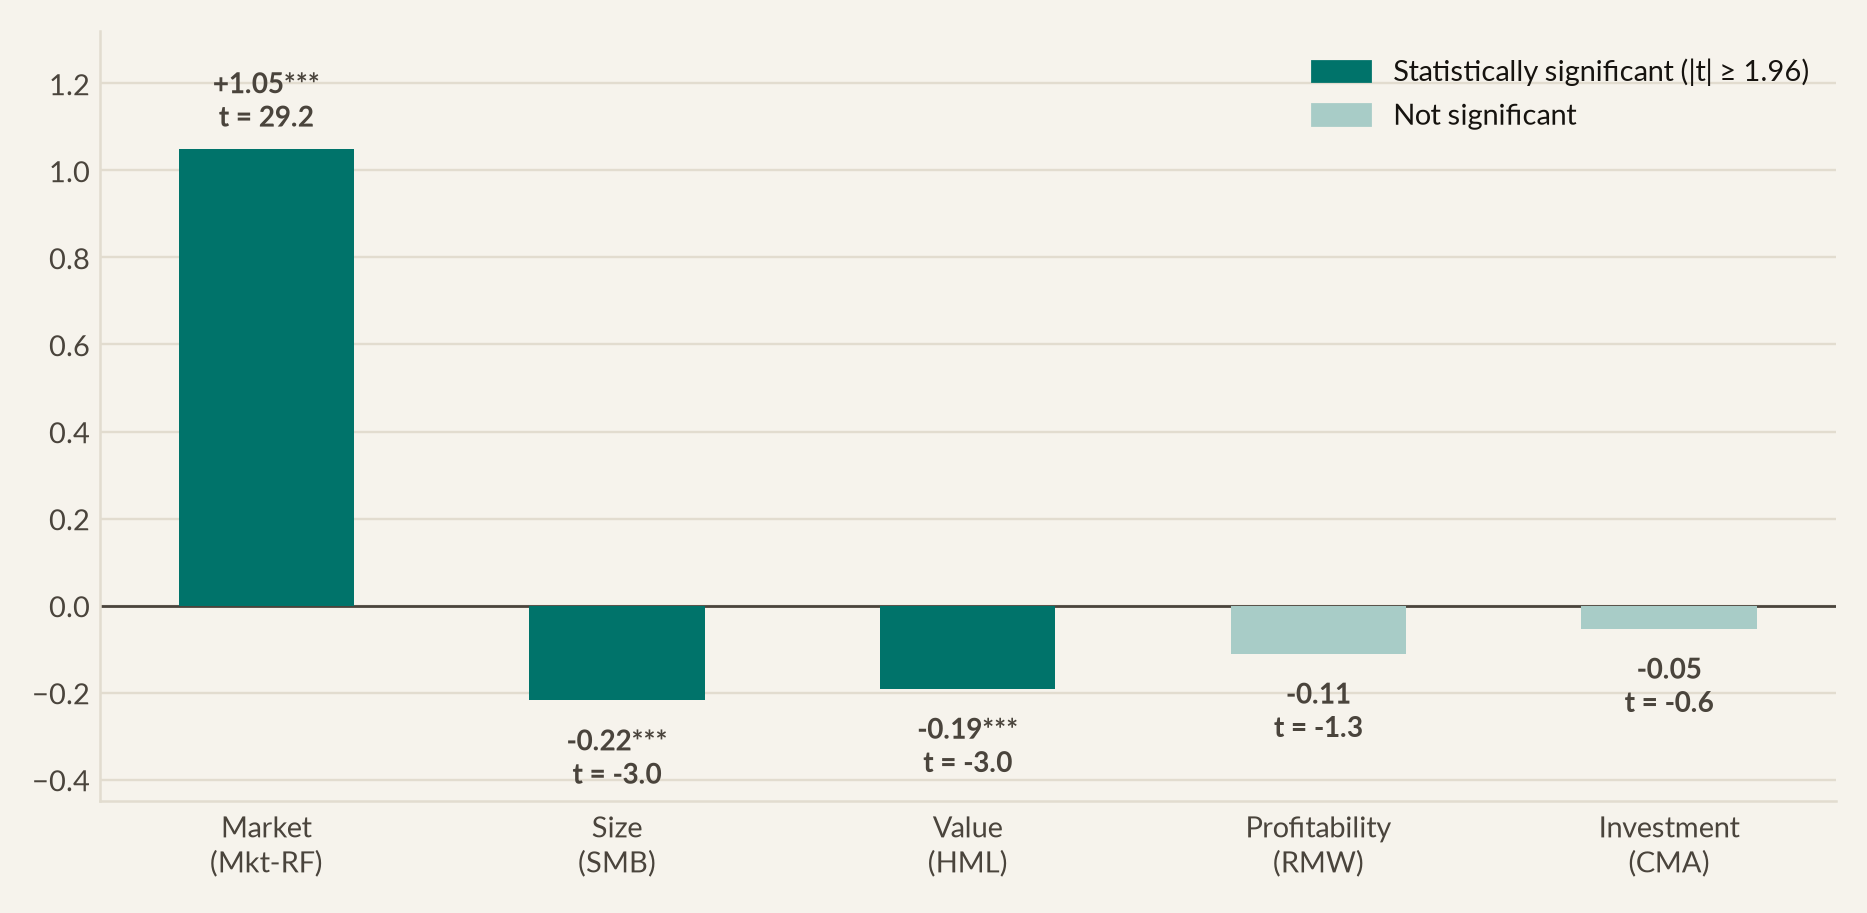 1.2
1.0
0.8
0.6
0.4
0.2
0.0
−0.2
−0.4
+1.05***
t = 29.2
-0.22***
t = -3.0
-0.19***
t = -3.0
-0.11
t = -1.3
-0.05
t = -0.6
Statistically significant (|t| ≥ 1.96)
Not significant
Market
(Mkt-RF)
Size
(SMB)
Value
(HML)
Profitability
(RMW)
Investment
(CMA)